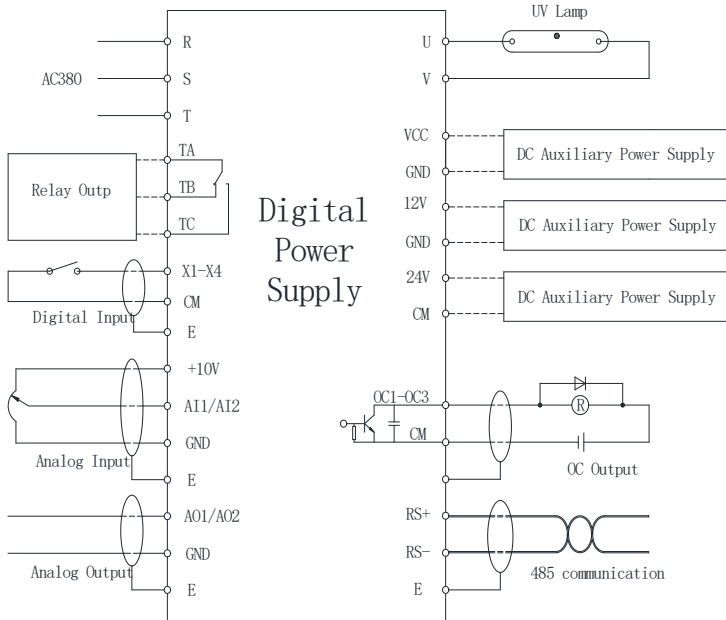 UV Lamp
R
U
AC380
S
V
T
TA
VCC
DC Auxiliary Power Supply
Relay Outp
TB
GND
TC
12V
DC Auxiliary Power Supply
Digital
Power
Supply
GND
X1-X4
24V
DC Auxiliary Power Supply
CM
CM
Digital Input
E
+10V
OC1-OC3
R
AI1/AI2
CM
GND
Analog Input
OC Output
E
AO1/AO2
RS+
GND
RS-
Analog Output
485 communication
E
E